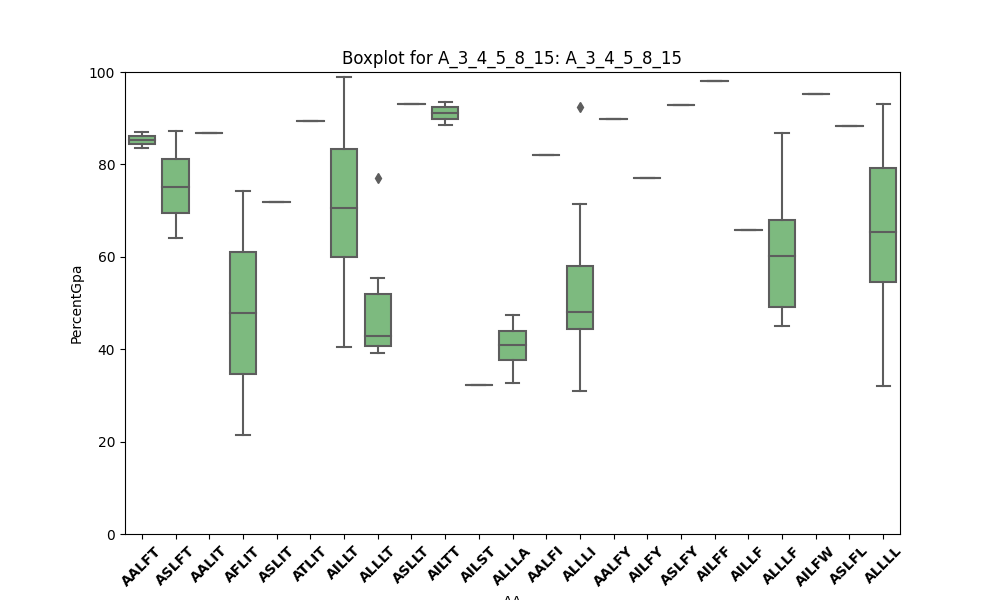 Boxplot for A_3_4_5_8_15: A_3_4_5_8_15
100
80
60
40
20
0
PercentGpa
AALFT
ASLFT
AALIT
AFLIT
ASLIT
ATLIT
AILLT
ALLLT
ASLLT
AILTT
AILST
ALLLA
AALFI
ALLLI
AALFY
AILFY
ASLFY
AILFF
AILLF
ALLLF
AILFW
ASLFL
ALLLL
AA